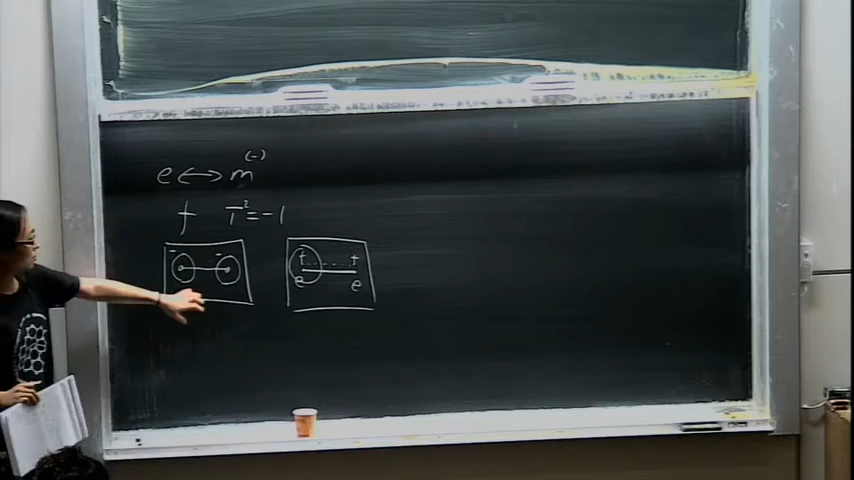 (-)
e ⟷ m
f T² = -1
- -
f f
e e